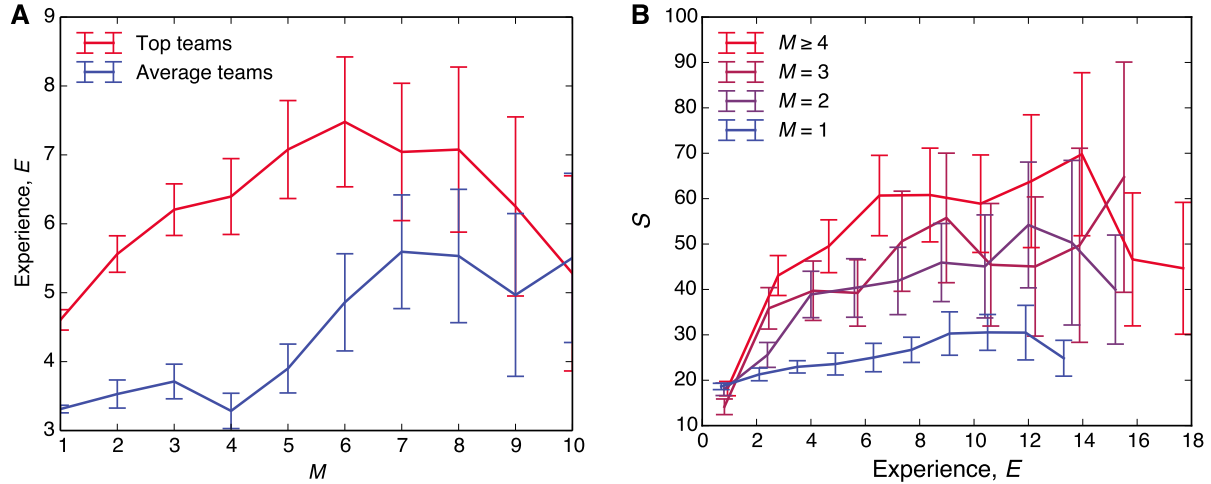 A
9
8
7
6
5
4
3
Experience, E
Top teams
Average teams
1 2 3 4 5 6 7 8 9 10
M
B
100
90
80
70
60
50
40
30
20
10
S
M ≥ 4
M = 3
M = 2
M = 1
0 2 4 6 8 10 12 14 16 18
Experience, E